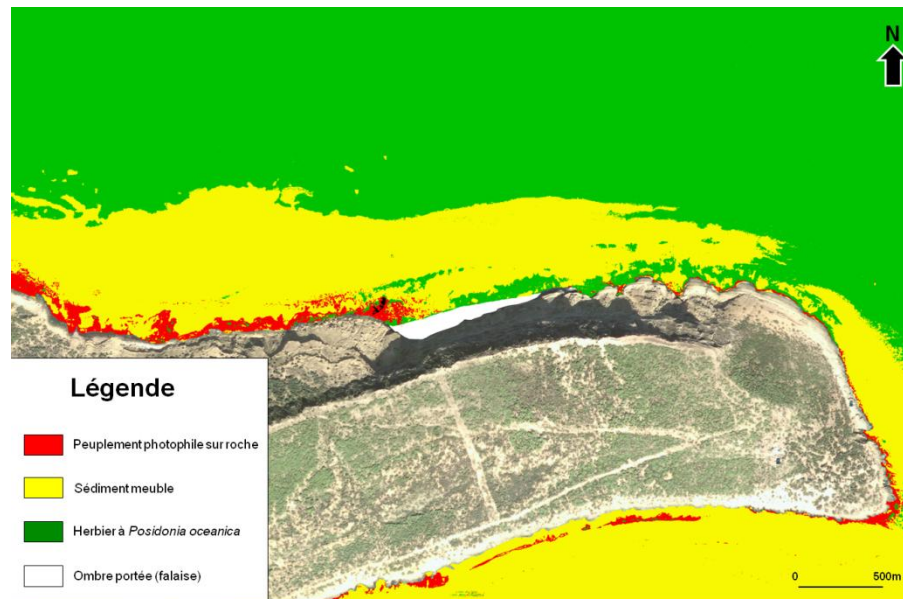 N
Légende
Peuplement photophile sur roche
Sédiment meuble
Herbier à Posidonia oceanica
Ombre portée (falaise)
0 500m